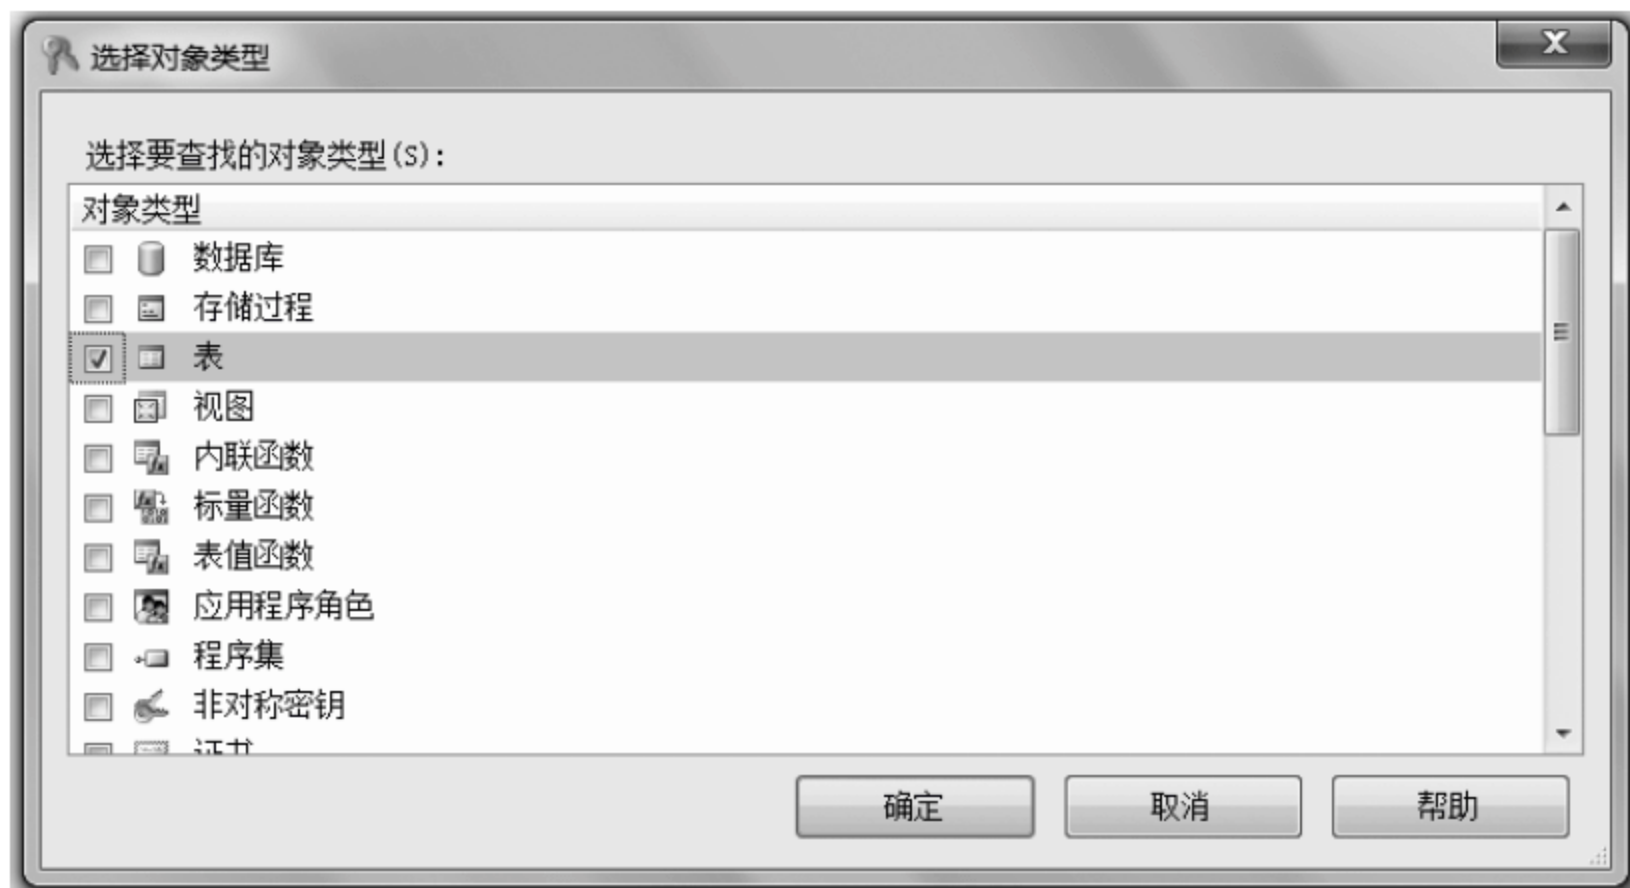 选择对象类型
选择要查找的对象类型(S):
对象类型
数据库
存储过程
表
视图
内联函数
标量函数
表值函数
应用程序角色
程序集
非对称密钥
证书
确定 取消 帮助